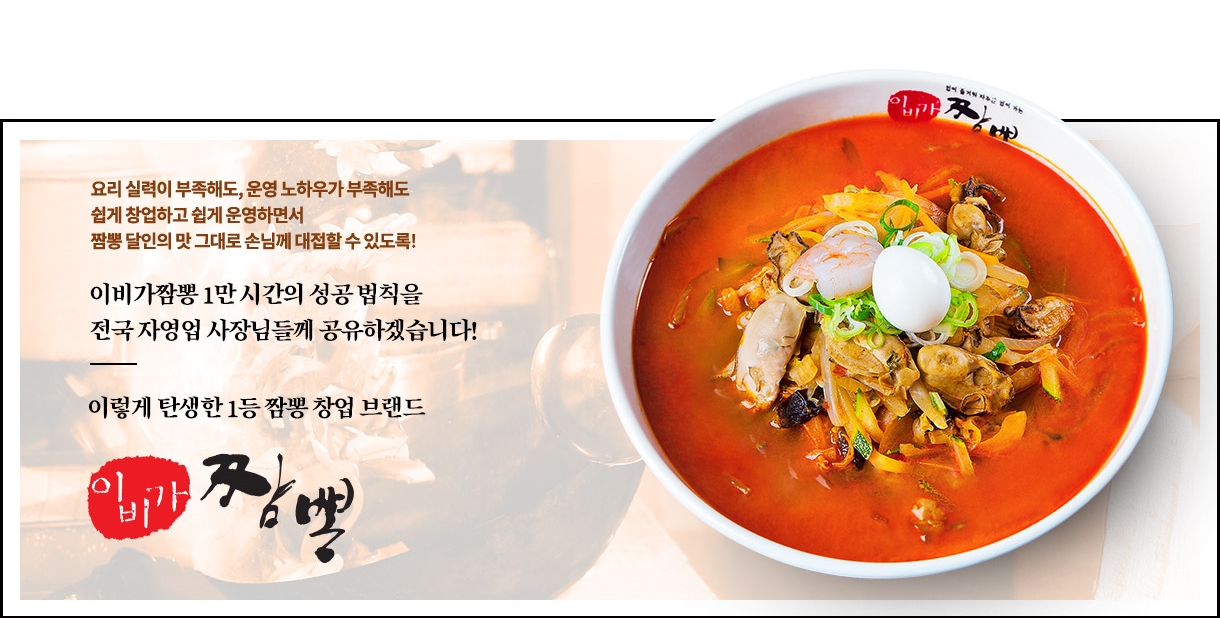 요리 실력이 부족해도, 운영 노하우가 부족해도
쉽게 창업하고 쉽게 운영하면서
짬뽕 달인의 맛 그대로 손님께 대접할 수 있도록!
이비가짬뽕 1만 시간의 성공 법칙을
전국 자영업 사장님들께 공유하겠습니다!
이렇게 탄생한 1등 짬뽕 창업 브랜드
이비가 짬뽕
이비가 짬뽕